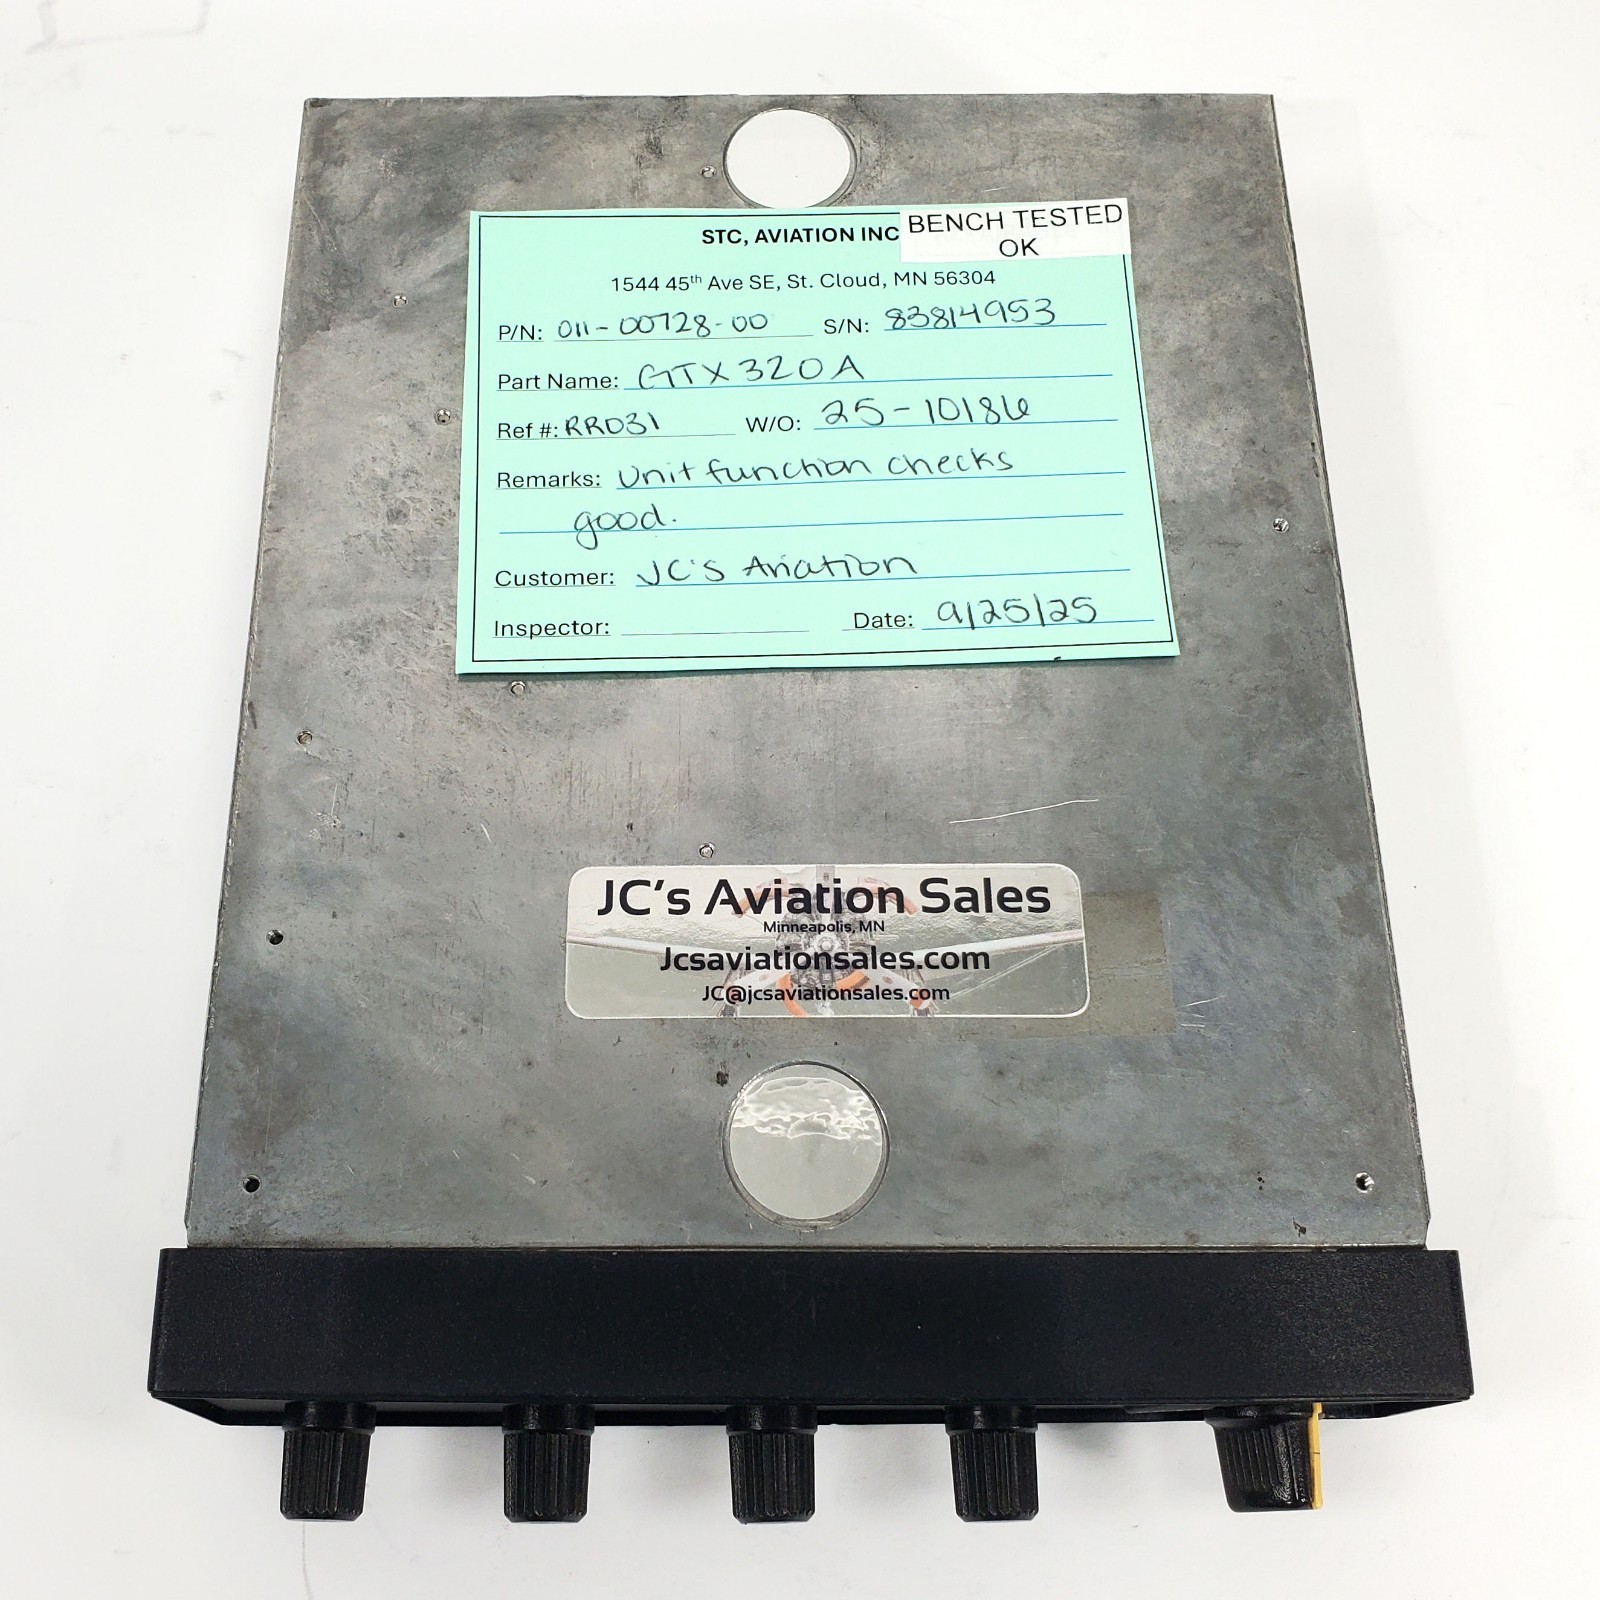 STC, AVIATION INC
BENCH TESTED
OK
1544 45th Ave SE, St. Cloud, MN 56304
P/N: 011-00728-00 S/N: 83814953
Part Name: GTX320A
Ref #: RRD31 W/O: 25-10186
Remarks: Unit function checks
good.
Customer: JC's Aviation
Inspector: Date: 9/25/25
JC's Aviation Sales
Minneapolis, MN
Jcsaviationsales.com
JC@jcsaviationsales.com